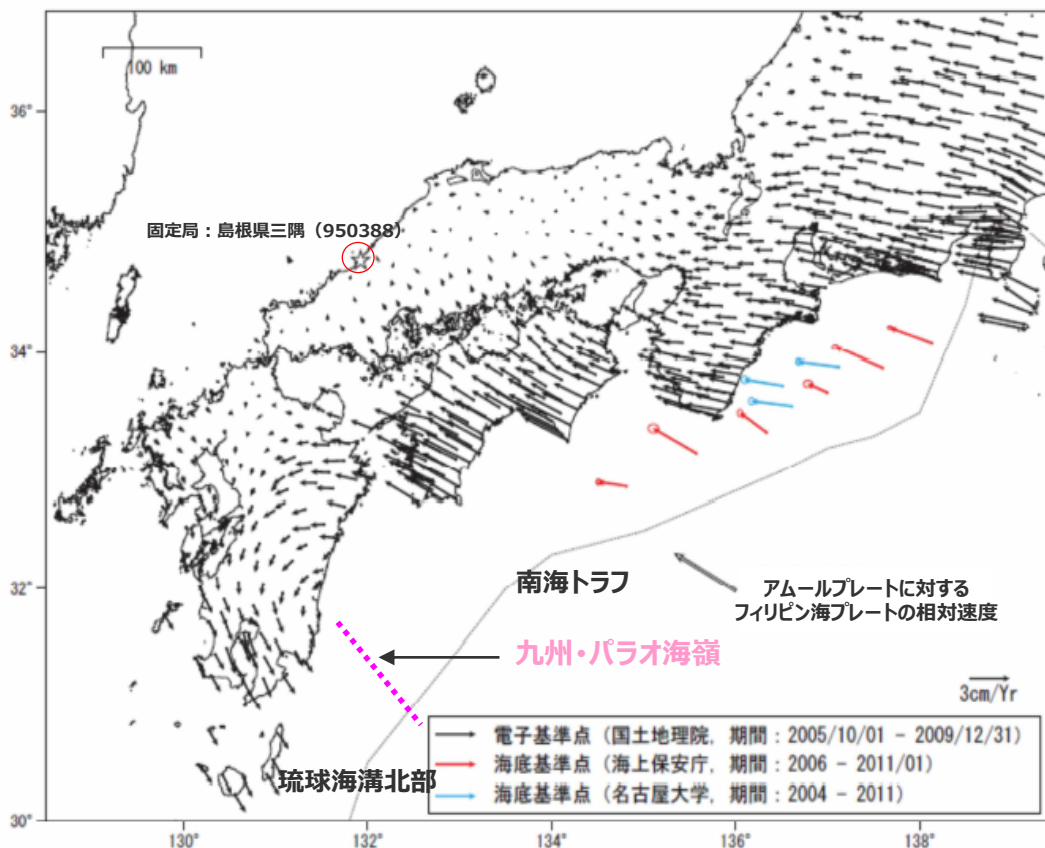 100 km
36°
固定局：島根県三隅（950388）
34°
32°
南海トラフ
アムールプレートに対する
フィリピン海プレートの相対速度
九州・パラオ海嶺
3cm/Yr
電子基準点（国土地理院，期間：2005/10/01 - 2009/12/31）
海底基準点（海上保安庁，期間：2006 - 2011/01）
海底基準点（名古屋大学，期間：2004 - 2011）
琉球海溝北部
30°
130°
132°
134°
136°
138°